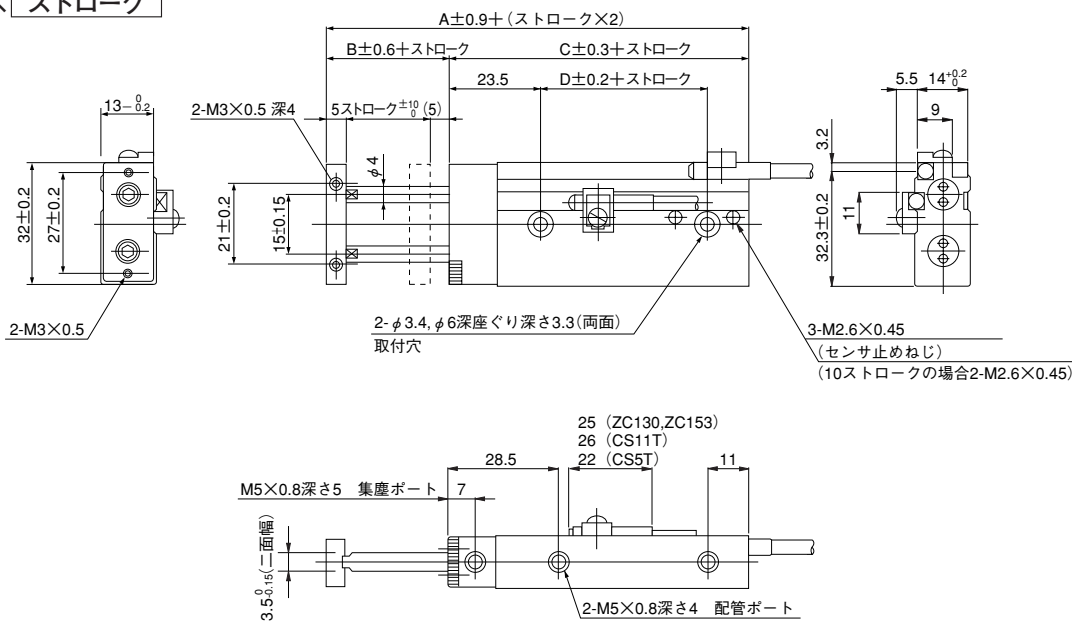 ストローク
A±0.9+(ストローク×2)
B±0.6+ストローク
C±0.3+ストローク
23.5
D±0.2+ストローク
5.5
14+0.2 0
13−0 0.2
2-M3×0.5 深4
5
ストローク+10 0
(5)
9
3.2
φ4
32±0.2
27±0.2
21±0.2
15±0.15
11
32.3±0.2
2-M3×0.5
2-φ3.4,φ6深座ぐり深さ3.3(両面)
取付穴
3-M2.6×0.45
(センサ止めねじ)
(10ストロークの場合2-M2.6×0.45)
25 (ZC130,ZC153)
26 (CS11T)
22 (CS5T)
28.5
11
M5×0.8深さ5 集塵ポート
7
3.5 0 -0.15(二面幅)
2-M5×0.8深さ4 配管ポート